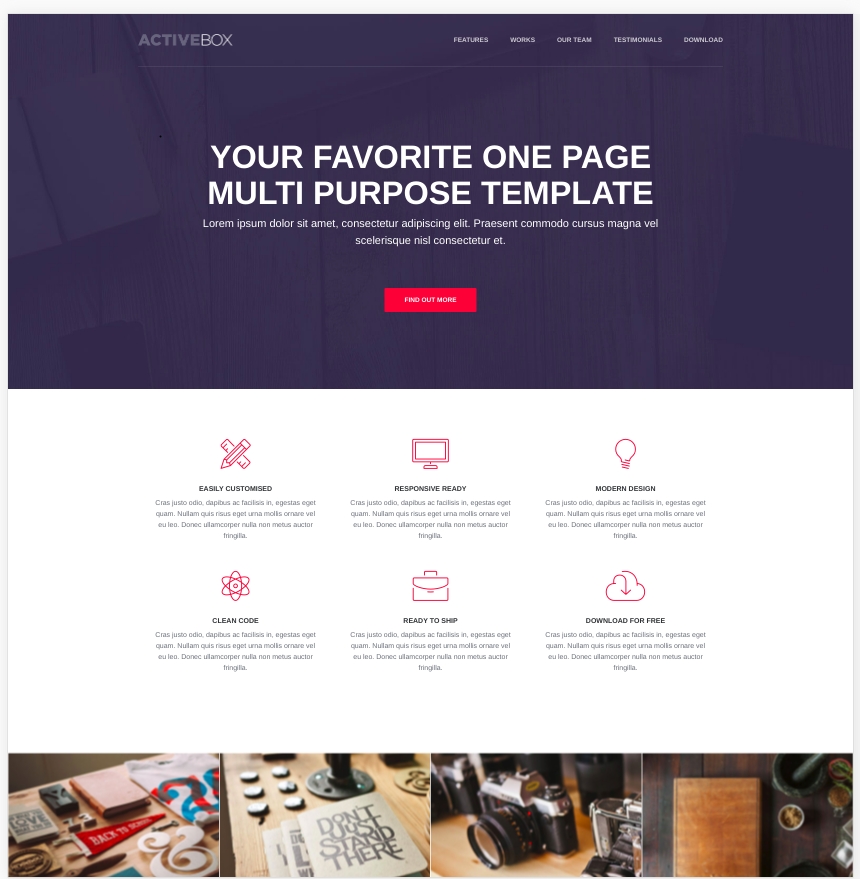 ACTIVEBOX
FEATURES WORKS OUR TEAM TESTIMONIALS DOWNLOAD
YOUR FAVORITE ONE PAGE
MULTI PURPOSE TEMPLATE
Lorem ipsum dolor sit amet, consectetur adipiscing elit. Praesent commodo cursus magna vel
scelerisque nisl consectetur et.
FIND OUT MORE
EASILY CUSTOMISED
Cras justo odio, dapibus ac facilisis in, egestas eget
quam. Nullam quis risus eget urna mollis ornare vel
eu leo. Donec ullamcorper nulla non metus auctor
fringilla.
RESPONSIVE READY
Cras justo odio, dapibus ac facilisis in, egestas eget
quam. Nullam quis risus eget urna mollis ornare vel
eu leo. Donec ullamcorper nulla non metus auctor
fringilla.
MODERN DESIGN
Cras justo odio, dapibus ac facilisis in, egestas eget
quam. Nullam quis risus eget urna mollis ornare vel
eu leo. Donec ullamcorper nulla non metus auctor
fringilla.
CLEAN CODE
Cras justo odio, dapibus ac facilisis in, egestas eget
quam. Nullam quis risus eget urna mollis ornare vel
eu leo. Donec ullamcorper nulla non metus auctor
fringilla.
READY TO SHIP
Cras justo odio, dapibus ac facilisis in, egestas eget
quam. Nullam quis risus eget urna mollis ornare vel
eu leo. Donec ullamcorper nulla non metus auctor
fringilla.
DOWNLOAD FOR FREE
Cras justo odio, dapibus ac facilisis in, egestas eget
quam. Nullam quis risus eget urna mollis ornare vel
eu leo. Donec ullamcorper nulla non metus auctor
fringilla.
BACK TO
&
DON'T
JUST
STAND
THERE